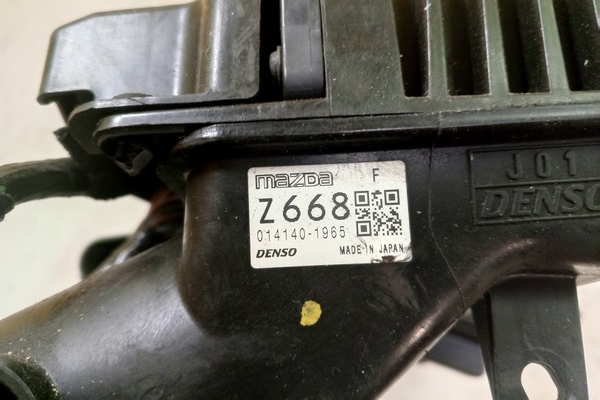 mazda F
Z668
014140-1965
DENSO MADE IN JAPAN
J01
DENSO